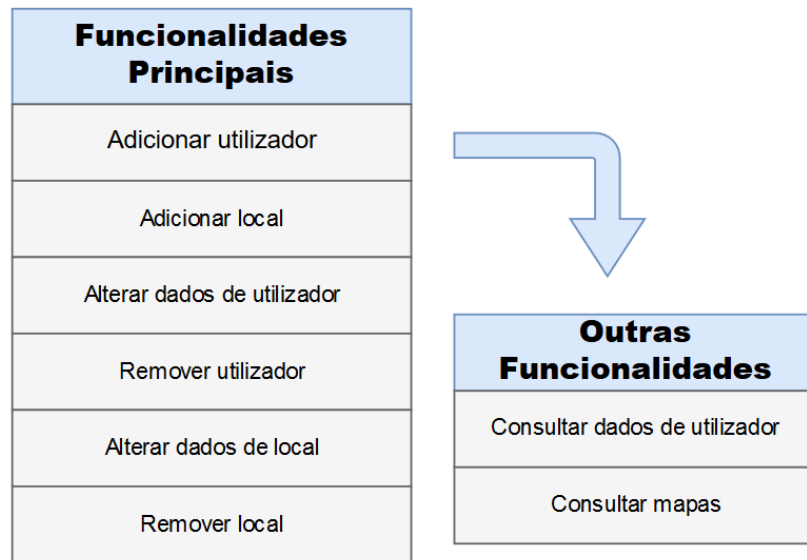 Funcionalidades
Principais
Adicionar utilizador
Adicionar local
Alterar dados de utilizador
Remover utilizador
Alterar dados de local
Remover local
Outras
Funcionalidades
Consultar dados de utilizador
Consultar mapas